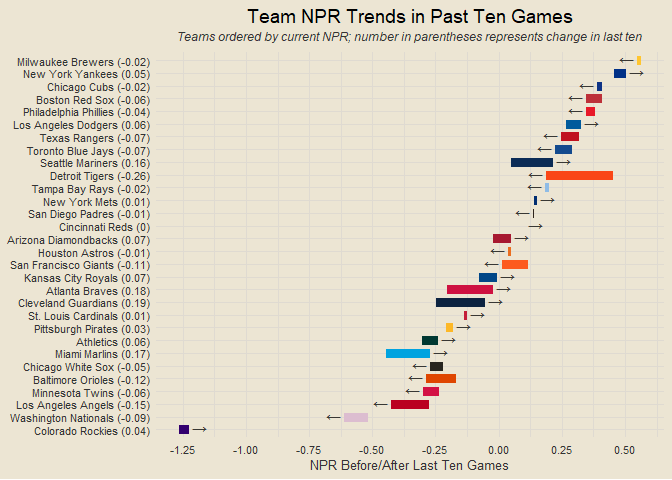 Team NPR Trends in Past Ten Games
Teams ordered by current NPR; number in parentheses represents change in last ten
Milwaukee Brewers (-0.02)
New York Yankees (0.05)
Chicago Cubs (-0.02)
Boston Red Sox (-0.06)
Philadelphia Phillies (-0.04)
Los Angeles Dodgers (0.06)
Texas Rangers (-0.07)
Toronto Blue Jays (-0.07)
Seattle Mariners (0.16)
Detroit Tigers (-0.26)
Tampa Bay Rays (-0.02)
New York Mets (0.01)
San Diego Padres (-0.01)
Cincinnati Reds (0)
Arizona Diamondbacks (0.07)
Houston Astros (-0.01)
San Francisco Giants (-0.11)
Kansas City Royals (0.07)
Atlanta Braves (0.18)
Cleveland Guardians (0.19)
St. Louis Cardinals (0.01)
Pittsburgh Pirates (0.03)
Athletics (0.06)
Miami Marlins (0.17)
Chicago White Sox (-0.05)
Baltimore Orioles (-0.12)
Minnesota Twins (-0.06)
Los Angeles Angels (-0.15)
Washington Nationals (-0.09)
Colorado Rockies (0.04)
-1.25 -1.00 -0.75 -0.51 -0.25 0.00 0.25 0.50
NPR Before/After Last Ten Games